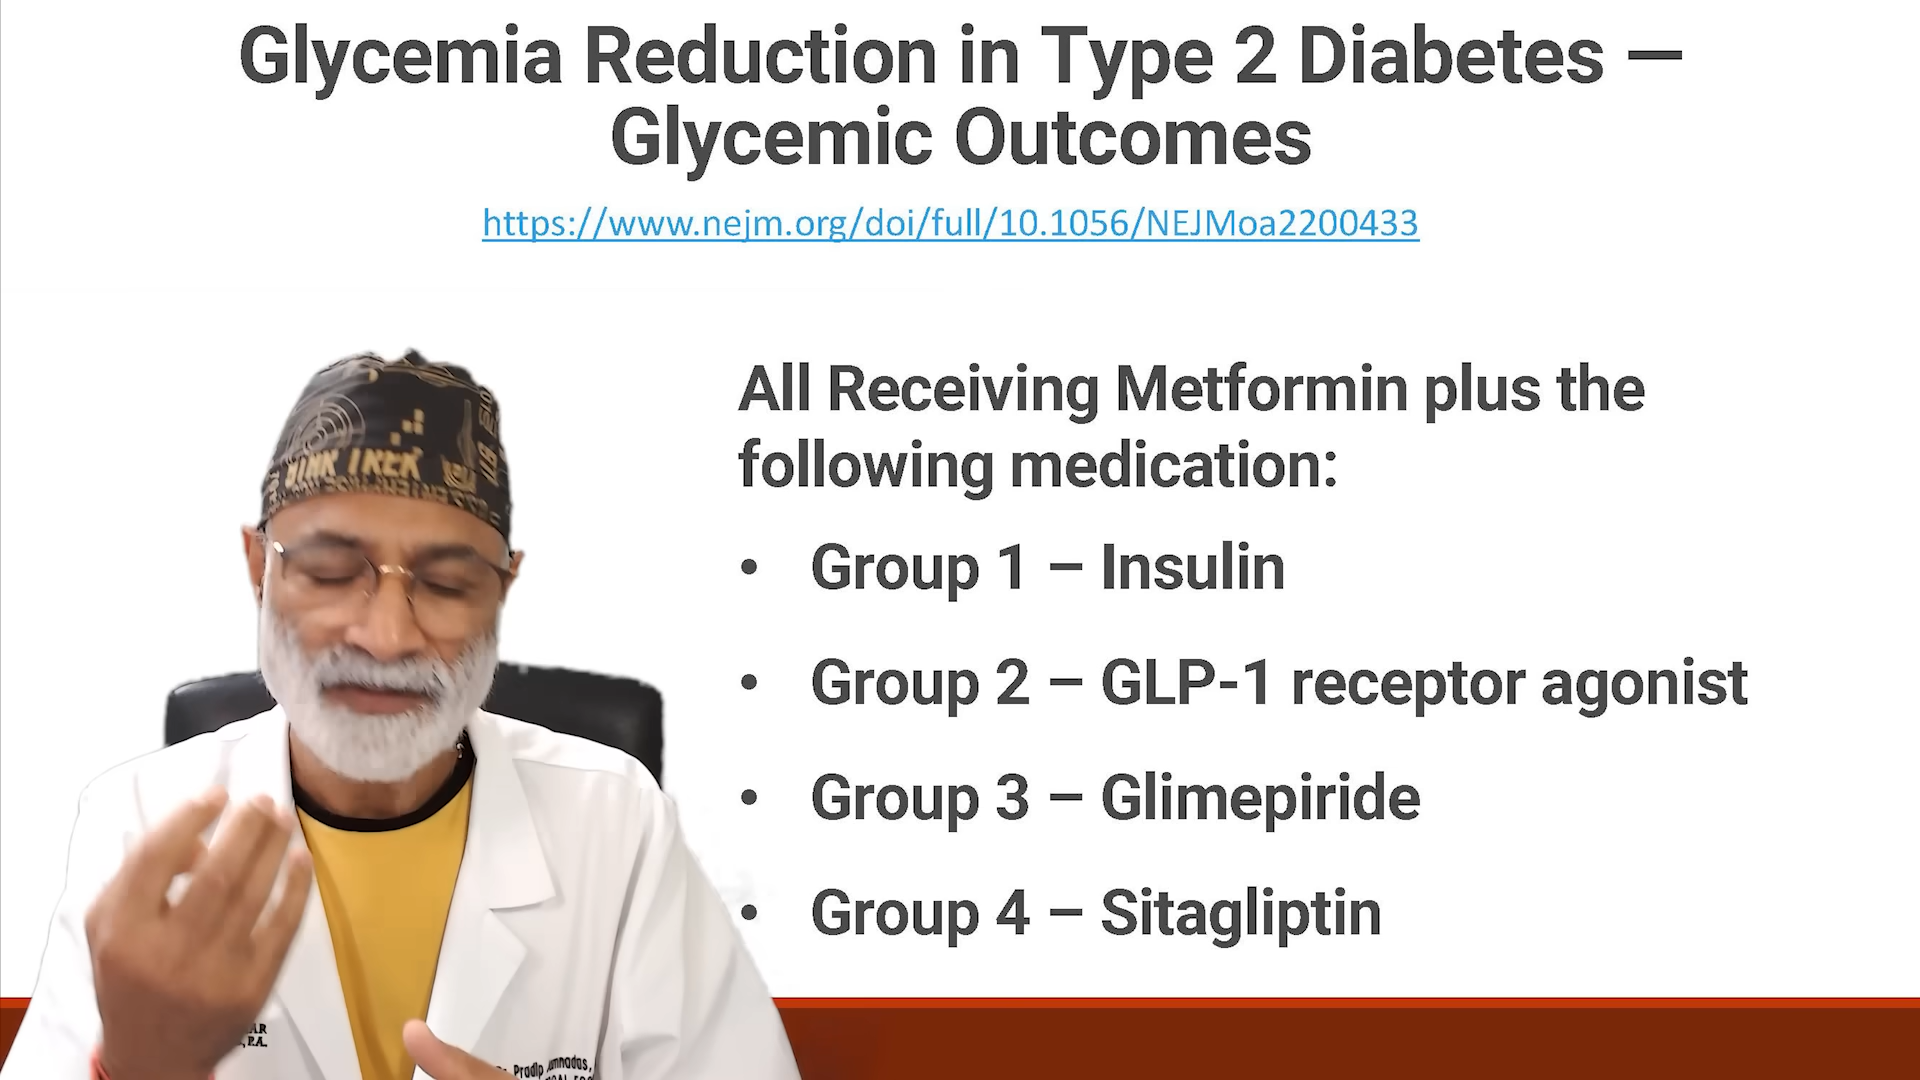 Glycemia Reduction in Type 2 Diabetes —
Glycemic Outcomes
https://www.nejm.org/doi/full/10.1056/NEJMoa2200433
All Receiving Metformin plus the
following medication:
• Group 1 – Insulin
• Group 2 – GLP-1 receptor agonist
• Group 3 – Glimepiride
• Group 4 – Sitagliptin
TREK
Pradip